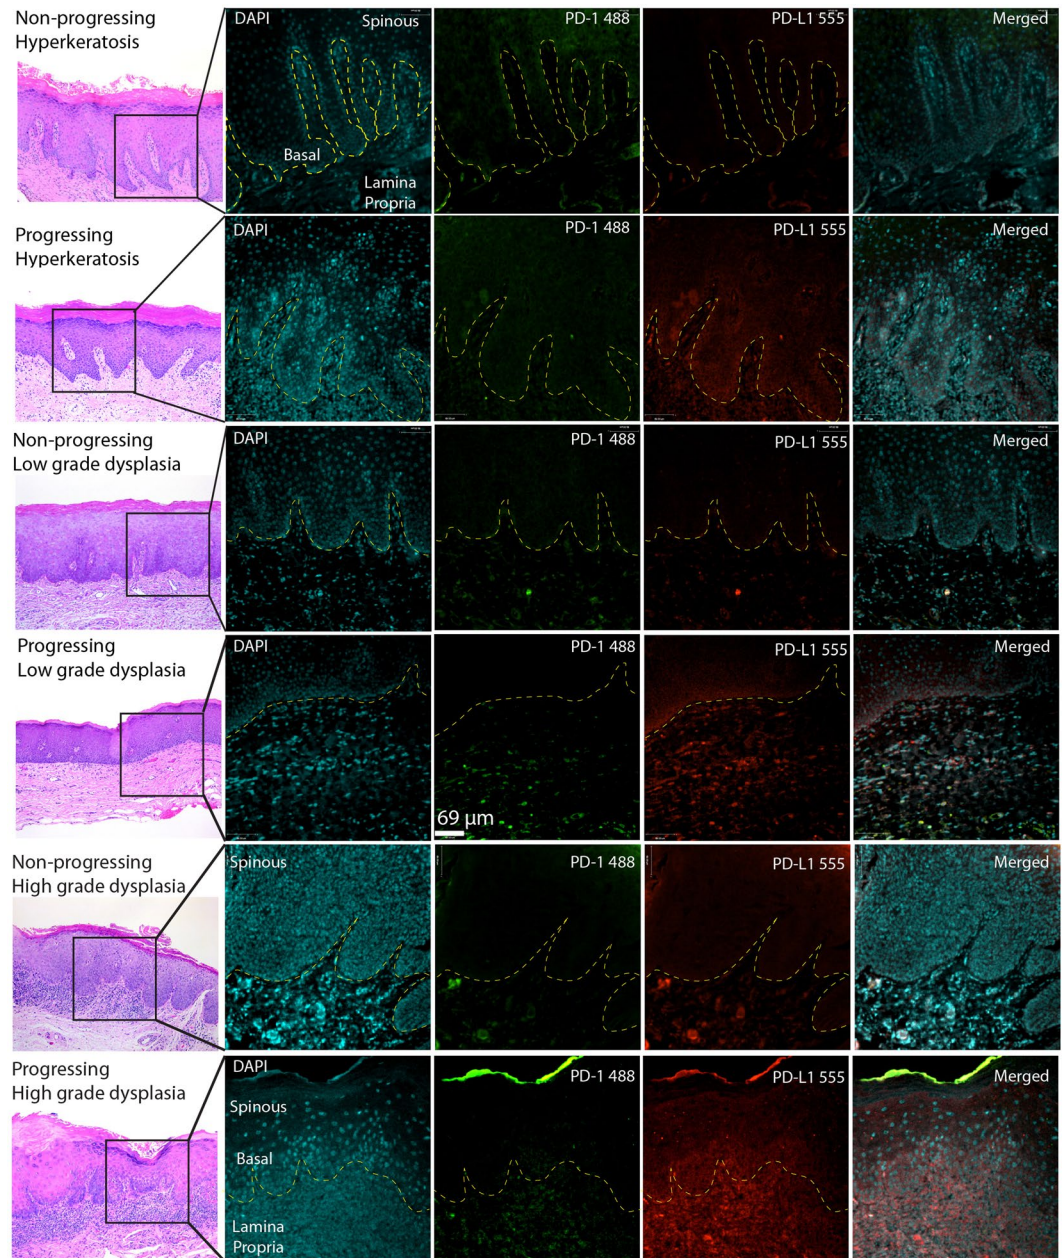 Non-progressing
Hyperkeratosis
DAPI
Spinous
Basal
Lamina
Propria
PD-1 488
PD-L1 555
Merged
Progressing
Hyperkeratosis
DAPI
PD-1 488
PD-L1 555
Merged
Non-progressing
Low grade dysplasia
DAPI
PD-1 488
PD-L1 555
Merged
Progressing
Low grade dysplasia
DAPI
PD-1 488
69 µm
PD-L1 555
Merged
Non-progressing
High grade dysplasia
Spinous
PD-1 488
PD-L1 555
Merged
Progressing
High grade dysplasia
DAPI
Spinous
Basal
Lamina
Propria
PD-1 488
PD-L1 555
Merged